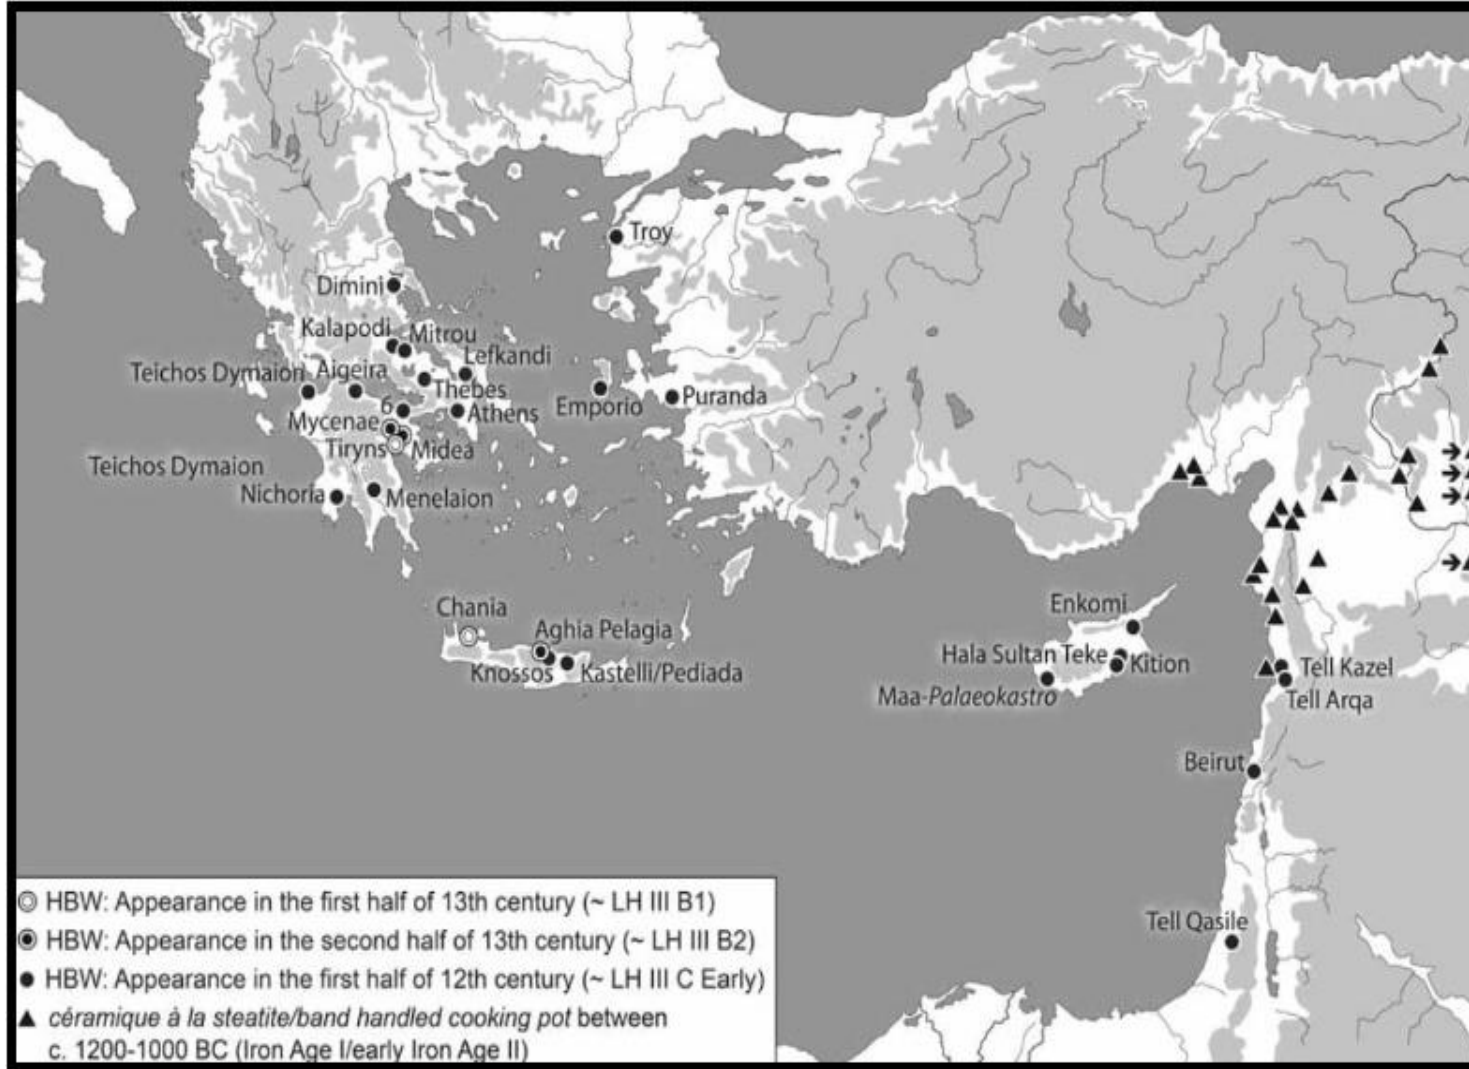 Troy
Dimini
Kalapodi
Mitrou
Lefkandi
Teichos Dymaion
Aigeira
Thebes
Emporio
Puranda
6
Athens
Mycenae
Tiryns
Midea
Teichos Dymaion
Nichoria
Menelaion
Chania
Aghia Pelagia
Knossos
Kastelli/Pediada
Enkomi
Hala Sultan Teke
Kition
Maa-Palaeokastro
Tell Kazel
Tell Arqa
Beirut
Tell Qasile
HBW: Appearance in the first half of 13th century (~ LH III B1)
HBW: Appearance in the second half of 13th century (~ LH III B2)
HBW: Appearance in the first half of 12th century (~ LH III C Early)
céramique à la steatite/band handled cooking pot between
c. 1200-1000 BC (Iron Age I/early Iron Age II)